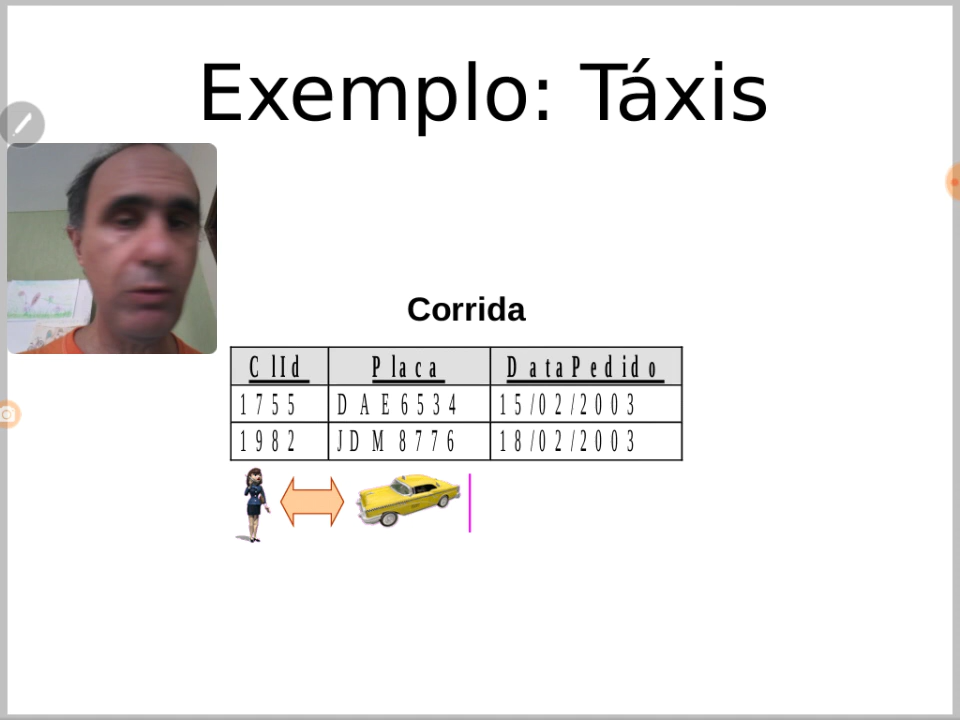 Exemplo: Táxis
Corrida
ClId Placa DataPedido
1755 DAE6534 15/02/2003
1982 JDM8776 18/02/2003